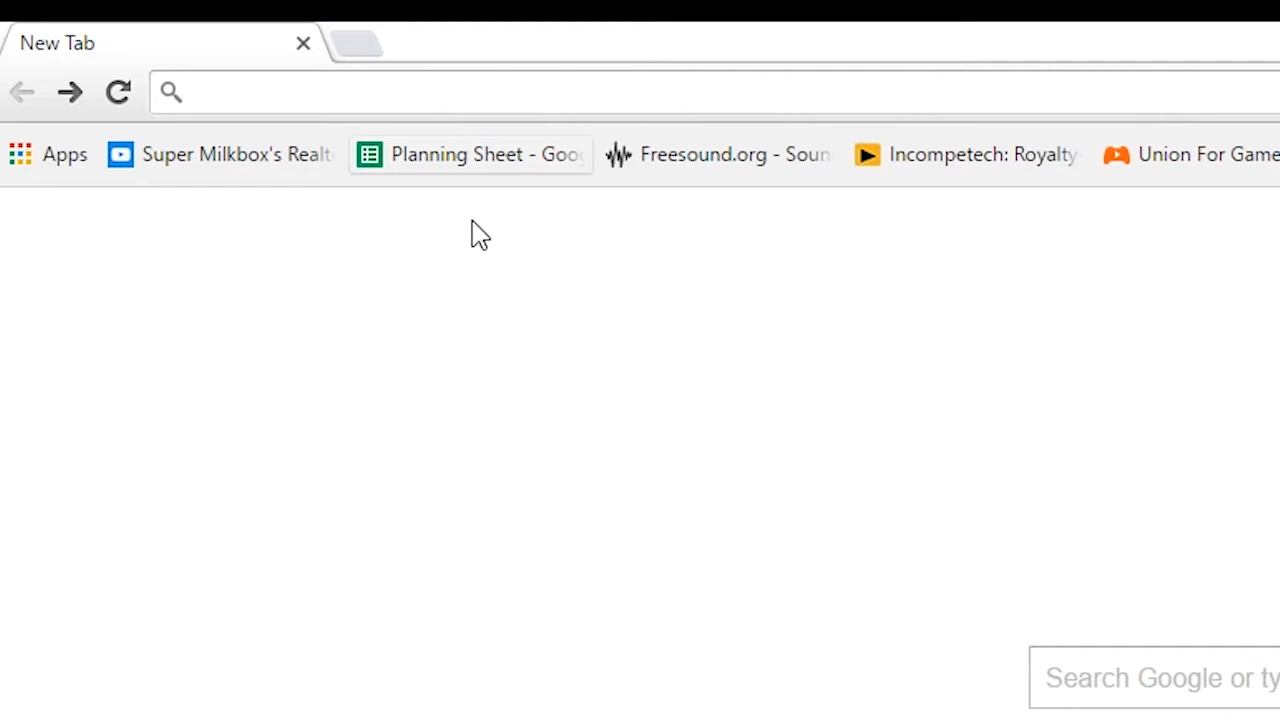 New Tab
Apps
Super Milkbox's Realt
Planning Sheet - Goo
Freesound.org - Soun
Incompetech: Royalty-
Union For Game
Search Google or ty